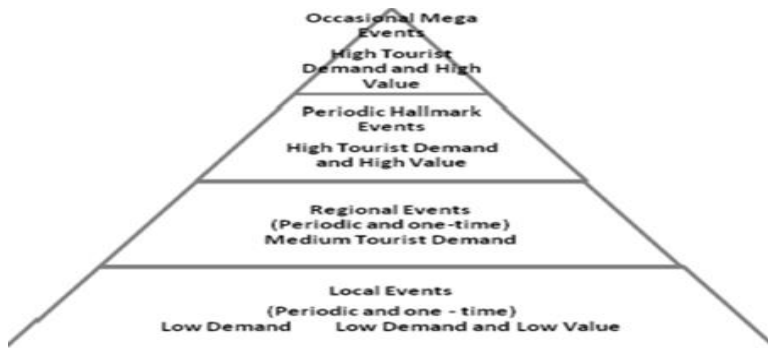 Occasional Mega
Events
High Tourist
Demand and High
Value
Periodic Hallmark
Events
High Tourist Demand
and High Value
Regional Events
(Periodic and one-time)
Medium Tourist Demand
Local Events
(Periodic and one - time)
Low Demand Low Demand and Low Value